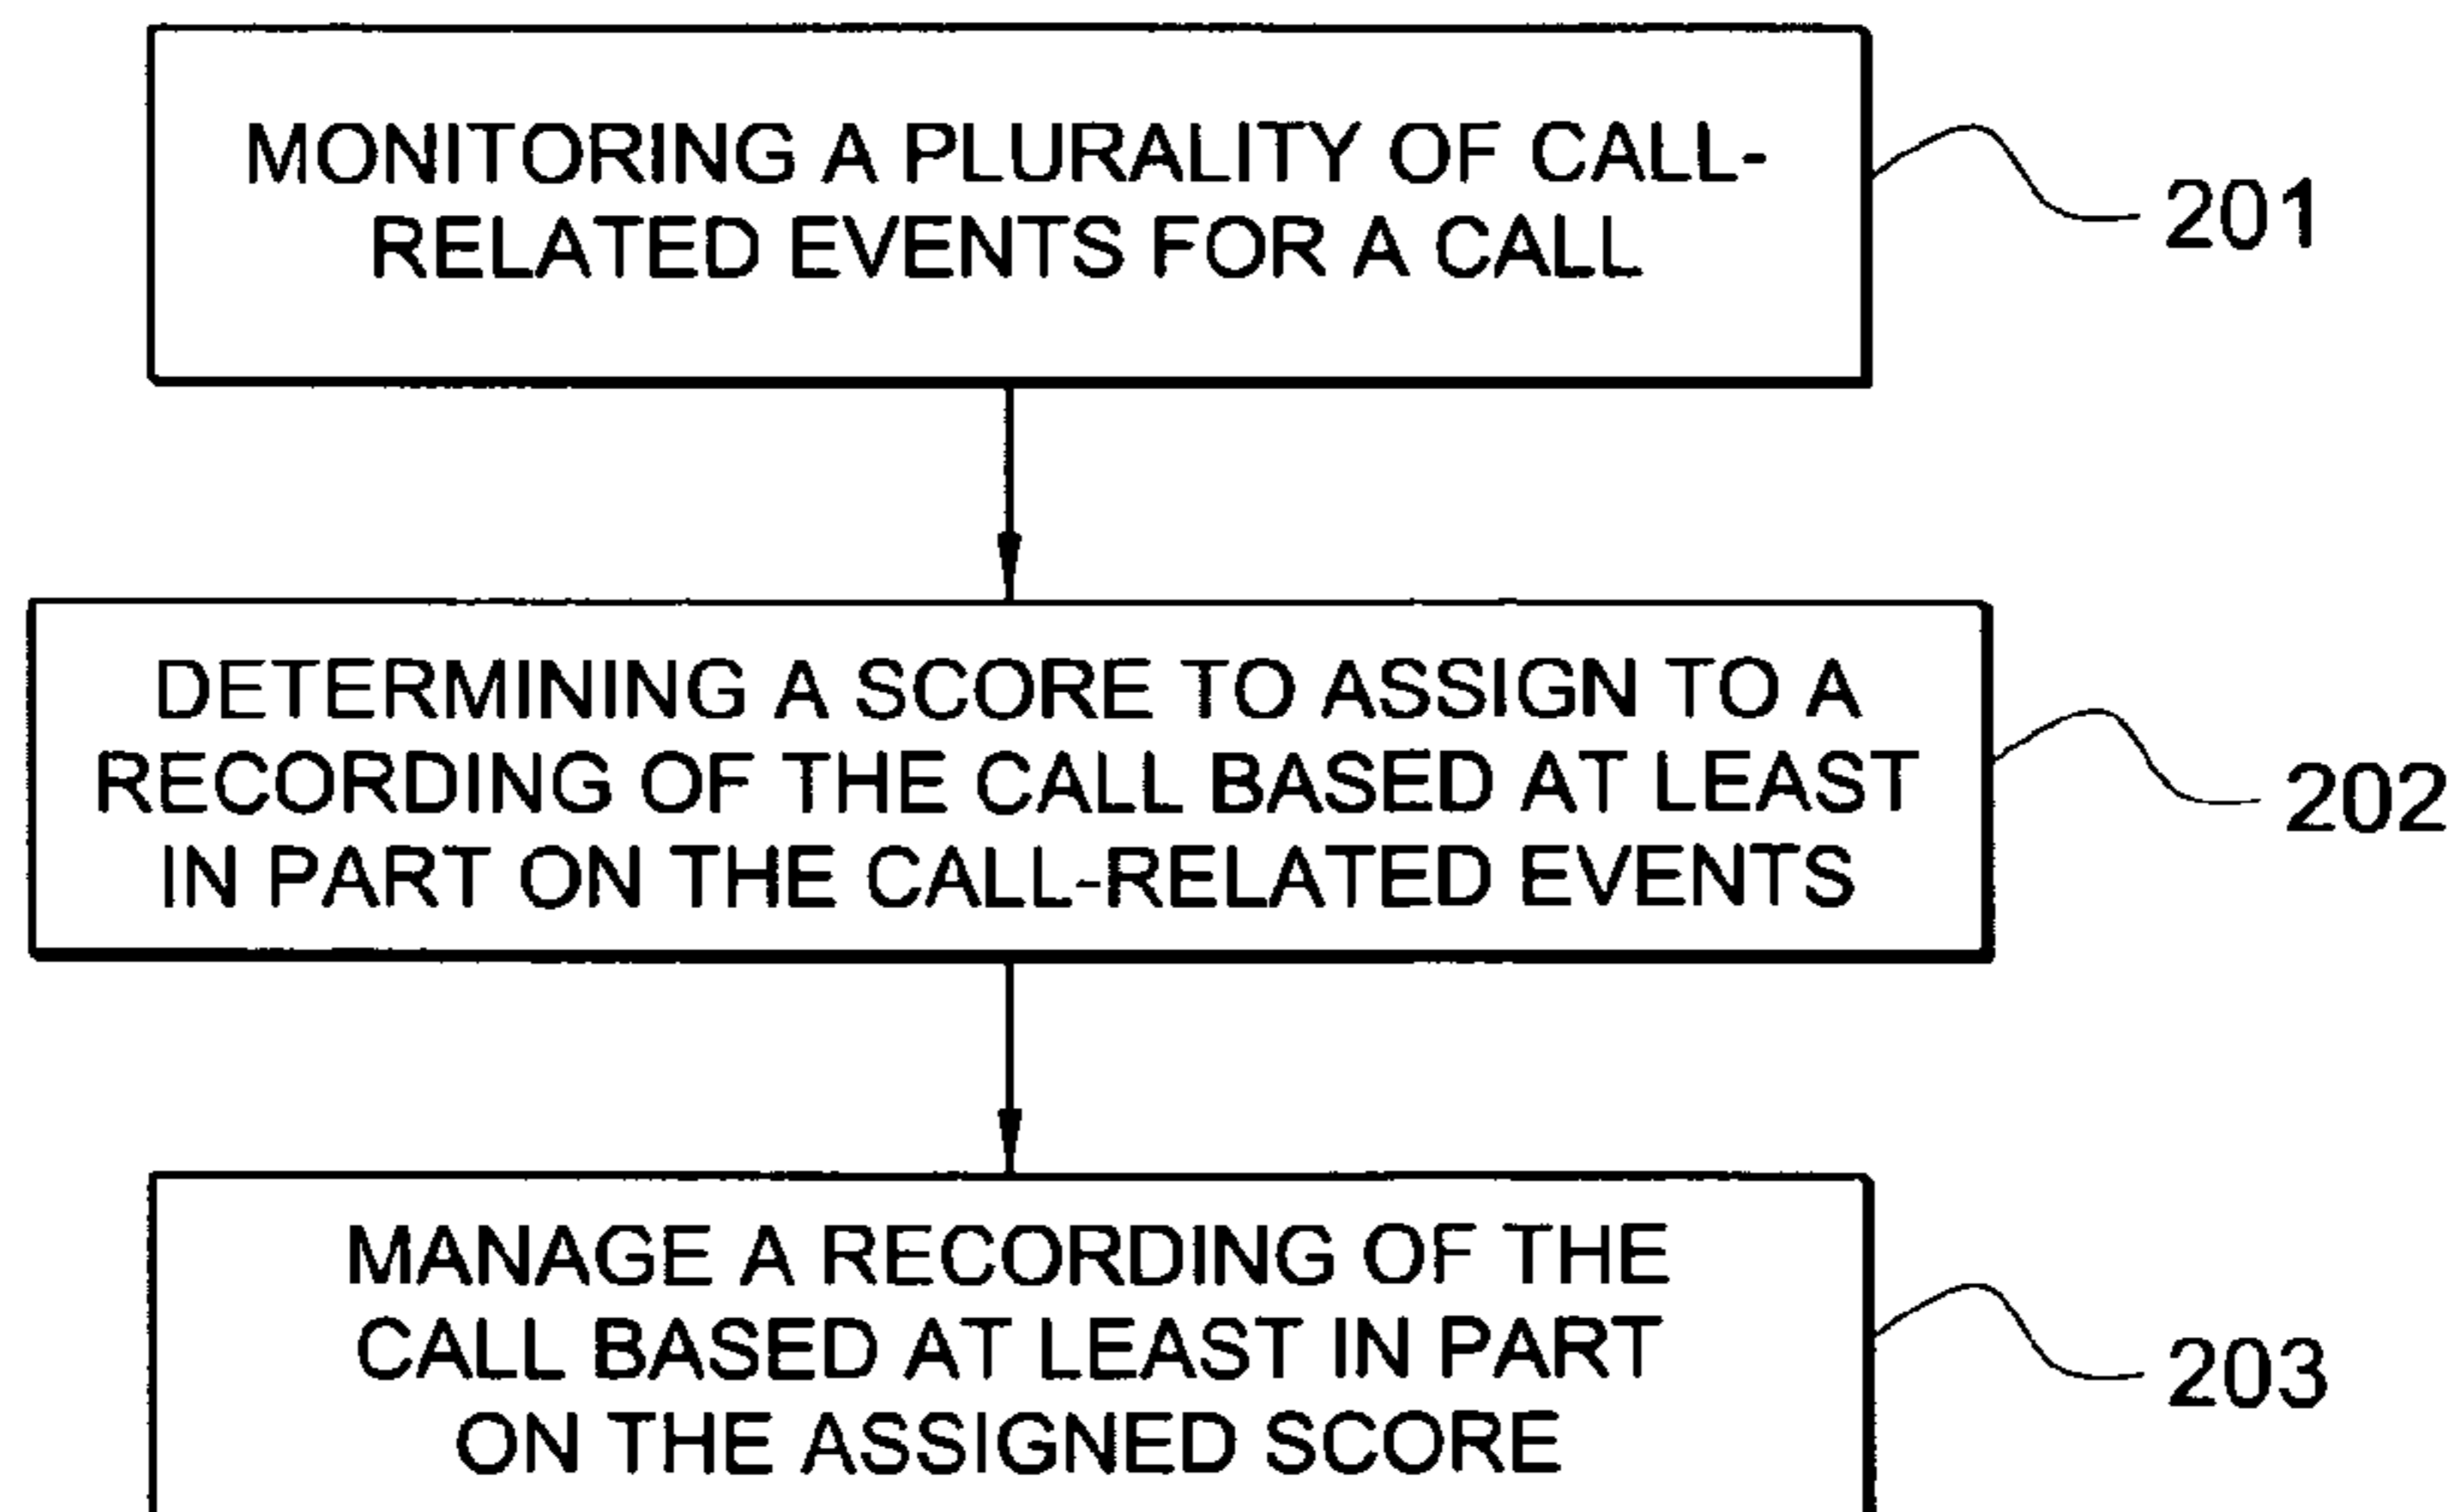 MONITORING A PLURALITY OF CALL-
RELATED EVENTS FOR A CALL
201
DETERMINING A SCORE TO ASSIGN TO A
RECORDING OF THE CALL BASED AT LEAST
IN PART ON THE CALL-RELATED EVENTS
202
MANAGE A RECORDING OF THE
CALL BASED AT LEAST IN PART
ON THE ASSIGNED SCORE
203